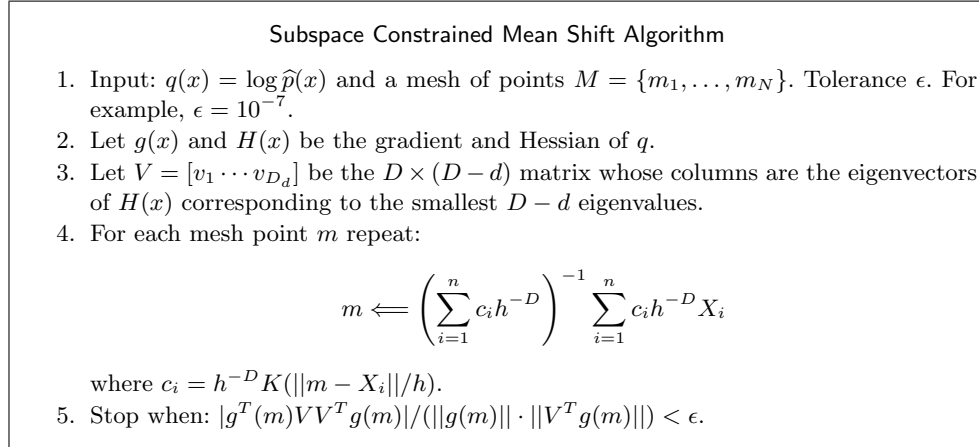 Subspace Constrained Mean Shift Algorithm
1. Input: q(x) = log p̂(x) and a mesh of points M = {m₁, . . . , m_N}. Tolerance ϵ. For
example, ϵ = 10⁻⁷.
2. Let g(x) and H(x) be the gradient and Hessian of q.
3. Let V = [v₁ · · · v_{D_d}] be the D × (D − d) matrix whose columns are the eigenvectors
of H(x) corresponding to the smallest D − d eigenvalues.
4. For each mesh point m repeat:
m ⟸ (∑_{i=1}^{n} c_i h^{−D})^{−1} ∑_{i=1}^{n} c_i h^{−D} X_i
where c_i = h^{−D} K(||m − X_i||/h).
5. Stop when: |g^T(m)VV^T g(m)|/(||g(m)|| · ||V^T g(m)||) < ϵ.